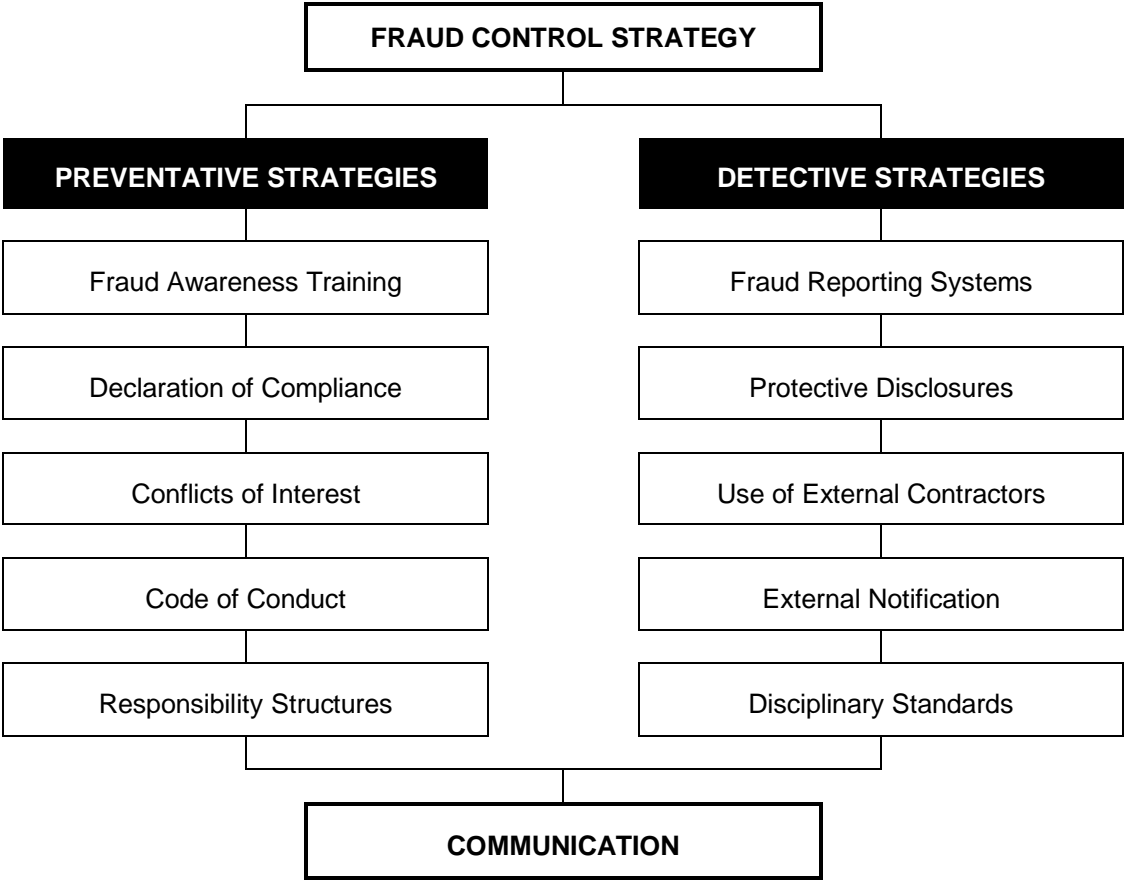 FRAUD CONTROL STRATEGY
PREVENTATIVE STRATEGIES
Fraud Awareness Training
Declaration of Compliance
Conflicts of Interest
Code of Conduct
Responsibility Structures
DETECTIVE STRATEGIES
Fraud Reporting Systems
Protective Disclosures
Use of External Contractors
External Notification
Disciplinary Standards
COMMUNICATION